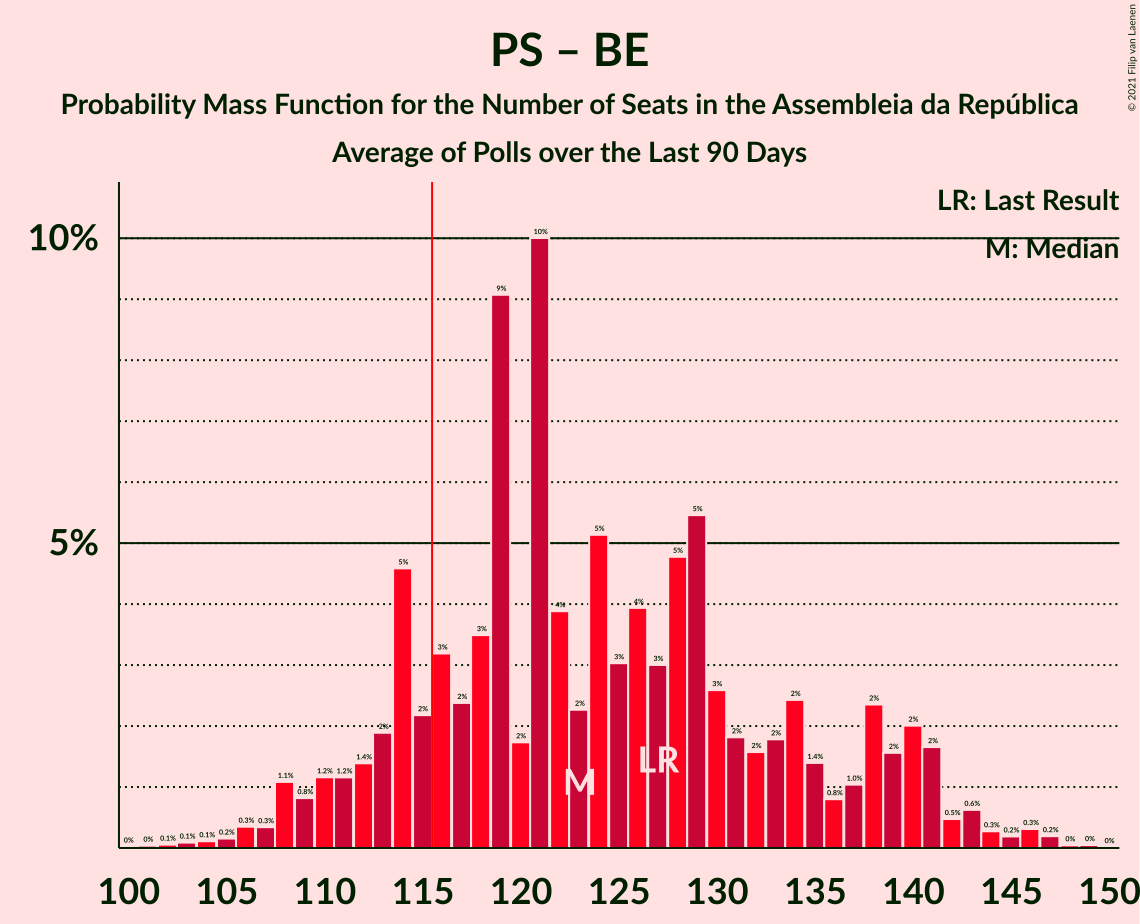 PS – BE
Probability Mass Function for the Number of Seats in the Assembleia da República
Average of Polls over the Last 90 Days
© 2021 Filip van Laenen
LR: Last Result
M: Median
10%
5%
0% 0% 0.1% 0.1% 0.1% 0.2% 0.3% 0.3% 1.1% 0.8% 1.2% 1.2% 1.4% 2% 5% 2% 3% 2% 3% 9% 2% 10% 4% 2% 5% 3% 4% 3% 5% 5% 3% 2% 2% 2% 2% 1.4% 0.8% 1.0% 2% 2% 2% 2% 0.5% 0.6% 0.3% 0.2% 0.3% 0.2% 0% 0% 0%
M
LR
100 105 110 115 120 125 130 135 140 145 150